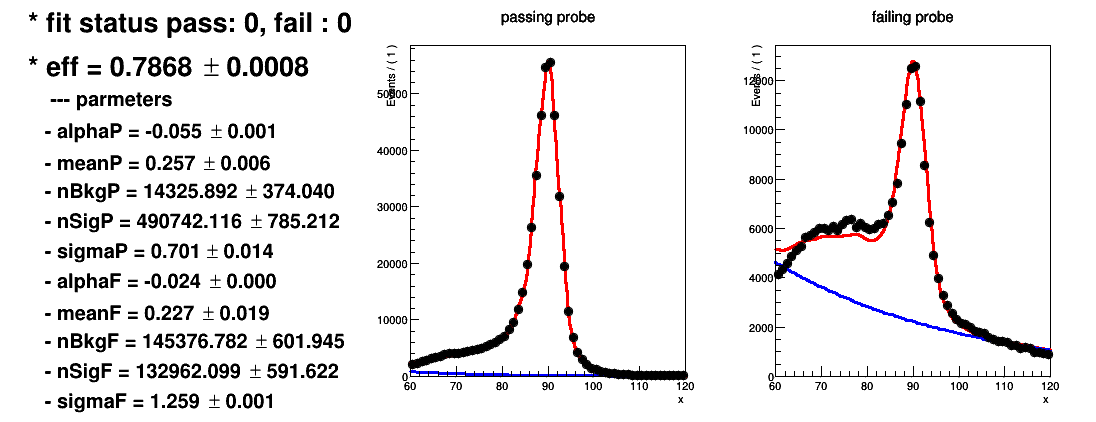 * fit status pass: 0, fail : 0
* eff = 0.7868 ± 0.0008
--- parmeters
- alphaP = -0.055 ± 0.001
- meanP = 0.257 ± 0.006
- nBkgP = 14325.892 ± 374.040
- nSigP = 490742.116 ± 785.212
- sigmaP = 0.701 ± 0.014
- alphaF = -0.024 ± 0.000
- meanF = 0.227 ± 0.019
- nBkgF = 145376.782 ± 601.945
- nSigF = 132962.099 ± 591.622
- sigmaF = 1.259 ± 0.001
passing probe
Events / ( 1 )
50000
40000
30000
20000
10000
0
60 70 80 90 100 110 120
x
failing probe
Events / ( 1 )
12000
10000
8000
6000
4000
2000
0
60 70 80 90 100 110 120
x